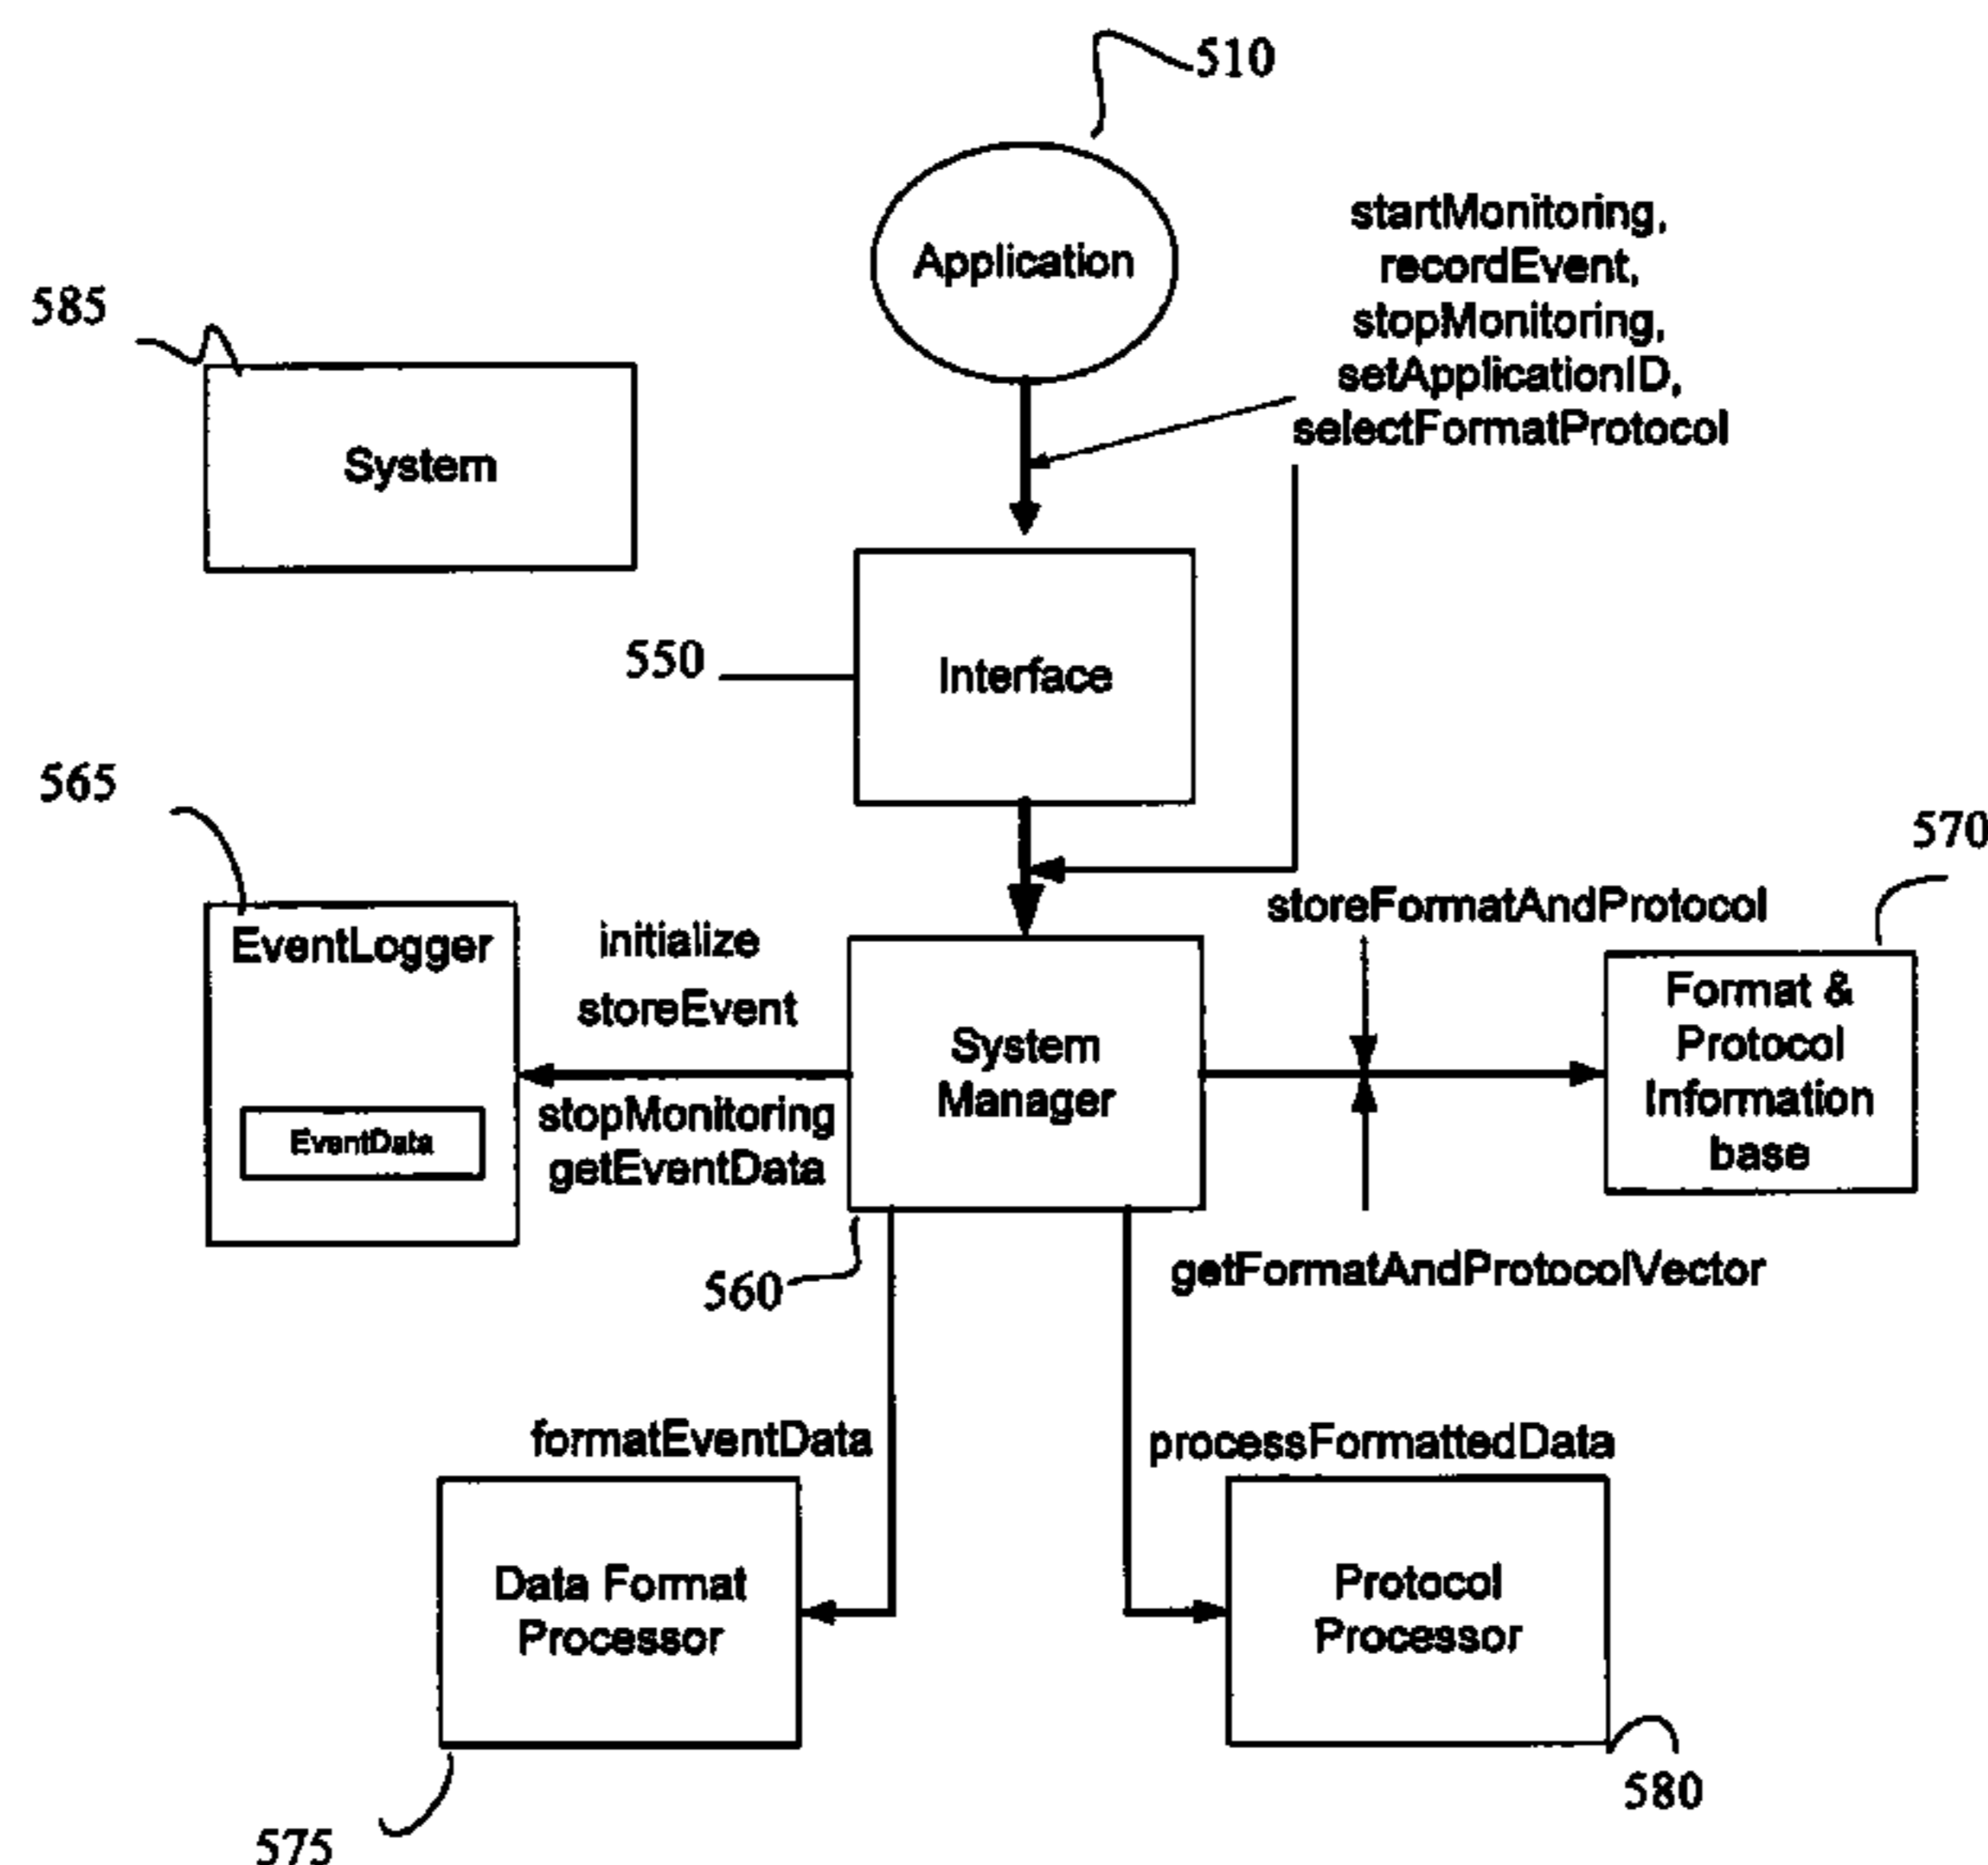 510
Application
startMonitoring,
recordEvent,
stopMonitoring,
setApplicationID,
selectFormatProtocol
585
System
550
Interface
565
EventLogger
EventData
initialize
storeEvent
stopMonitoring
getEventData
System
Manager
560
storeFormatAndProtocol
getFormatAndProtocolVector
570
Format &
Protocol
Information
base
formatEventData
Data Format
Processor
575
processFormattedData
Protocol
Processor
580